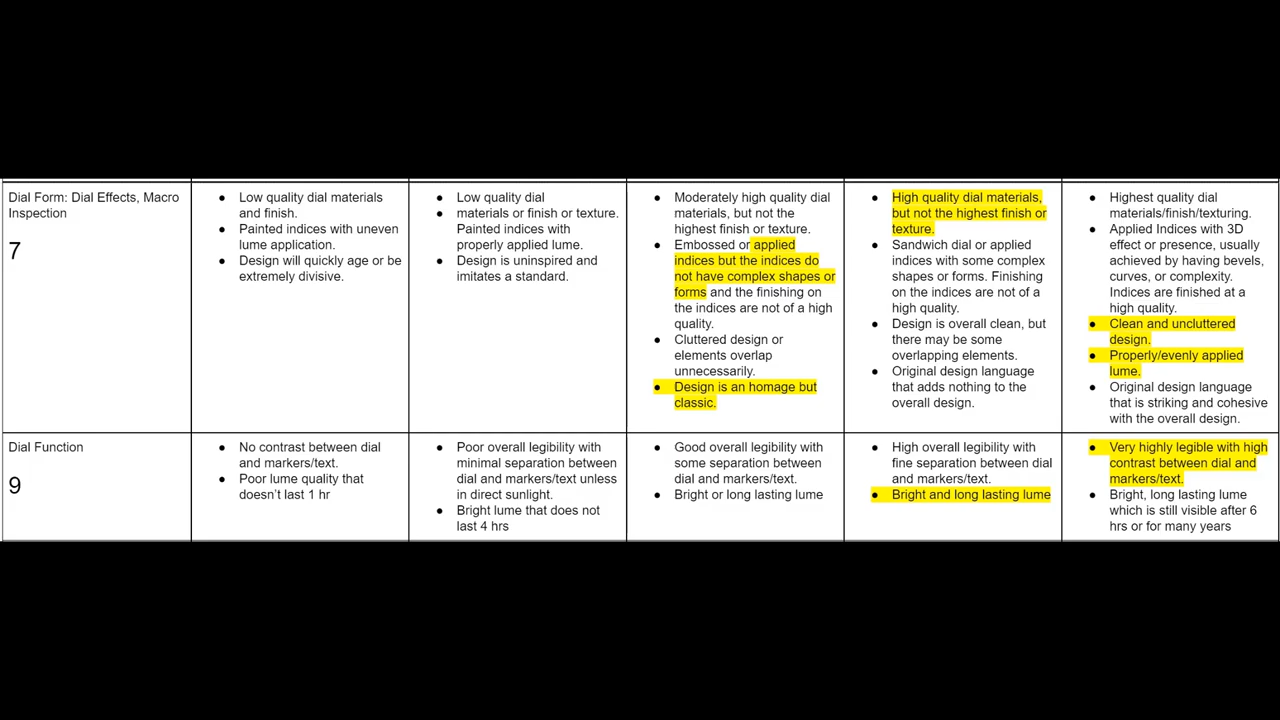 Dial Form: Dial Effects, Macro
Inspection
7
● Low quality dial materials
and finish.
● Painted indices with uneven
lume application.
● Design will quickly age or be
extremely divisive.
● Low quality dial
● materials or finish or texture.
Painted indices with
properly applied lume.
● Design is uninspired and
imitates a standard.
● Moderately high quality dial
materials, but not the
highest finish or texture.
● Embossed or applied
indices but the indices do
not have complex shapes or
forms and the finishing on
the indices are not of a high
quality.
● Cluttered design or
elements overlap
unnecessarily.
● Design is an homage but
classic.
● High quality dial materials,
but not the highest finish or
texture.
● Sandwich dial or applied
indices with some complex
shapes or forms. Finishing
on the indices are not of a
high quality.
● Design is overall clean, but
there may be some
overlapping elements.
● Original design language
that adds nothing to the
overall design.
● Highest quality dial
materials/finish/texturing.
● Applied Indices with 3D
effect or presence, usually
achieved by having bevels,
curves, or complexity.
Indices are finished at a
high quality.
● Clean and uncluttered
design.
● Properly/evenly applied
lume.
● Original design language
that is striking and cohesive
with the overall design.
Dial Function
9
● No contrast between dial
and markers/text.
● Poor lume quality that
doesn't last 1 hr
● Poor overall legibility with
minimal separation between
dial and markers/text unless
in direct sunlight.
● Bright lume that does not
last 4 hrs
● Good overall legibility with
some separation between
dial and markers/text.
● Bright or long lasting lume
● High overall legibility with
fine separation between dial
and markers/text.
● Bright and long lasting lume
● Very highly legible with high
contrast between dial and
markers/text.
● Bright, long lasting lume
which is still visible after 6
hrs or for many years